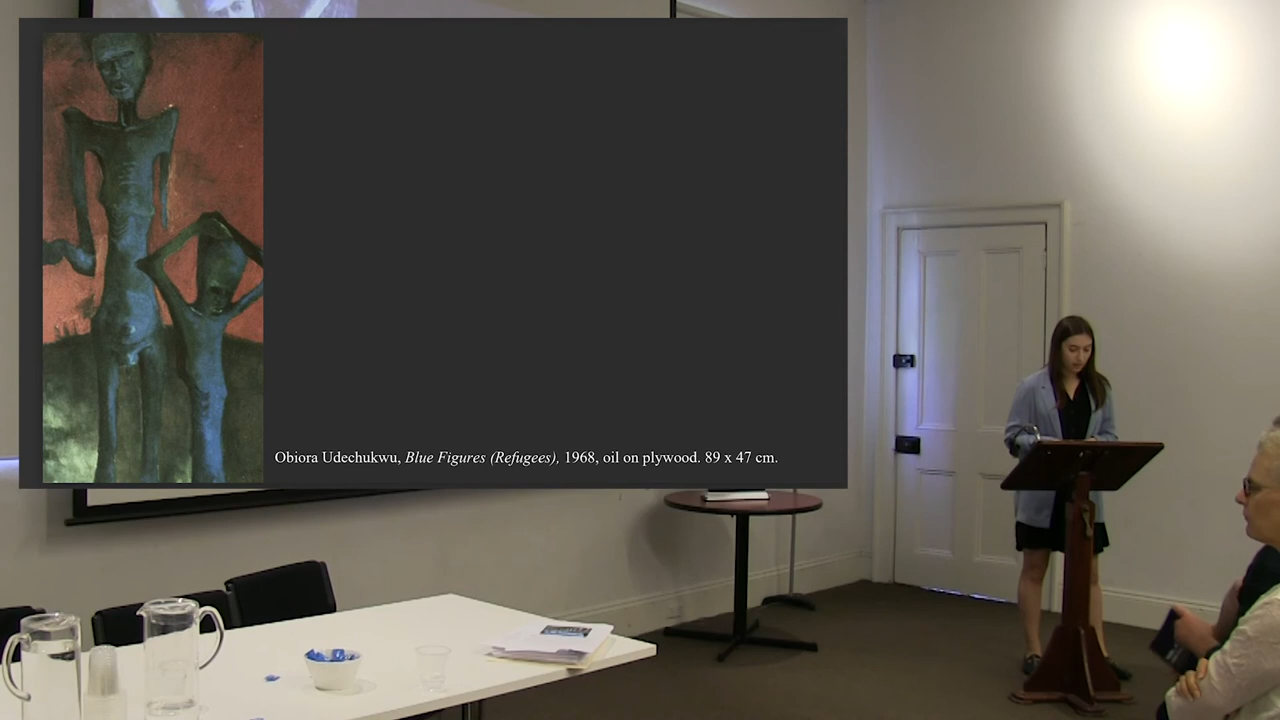 Obiora Udechukwu, Blue Figures (Refugees), 1968, oil on plywood. 89 x 47 cm.